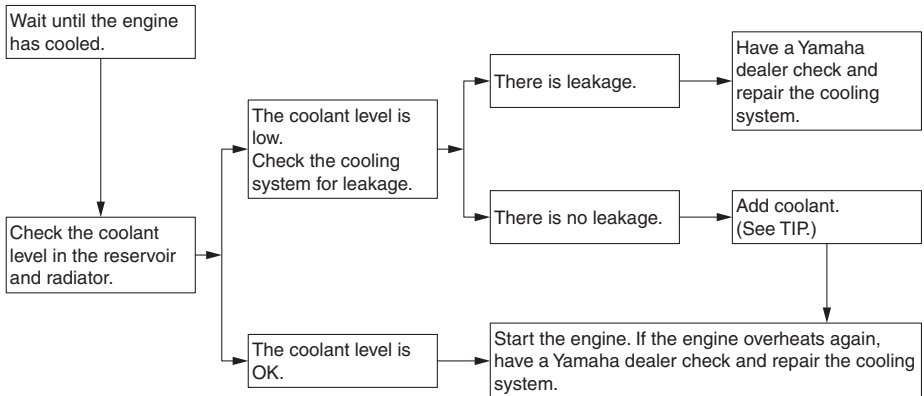 Wait until the engine
has cooled.
Check the coolant
level in the reservoir
and radiator.
The coolant level is
low.
Check the cooling
system for leakage.
There is leakage.
Have a Yamaha
dealer check and
repair the cooling
system.
There is no leakage.
Add coolant.
(See TIP.)
The coolant level is
OK.
Start the engine. If the engine overheats again,
have a Yamaha dealer check and repair the cooling
system.